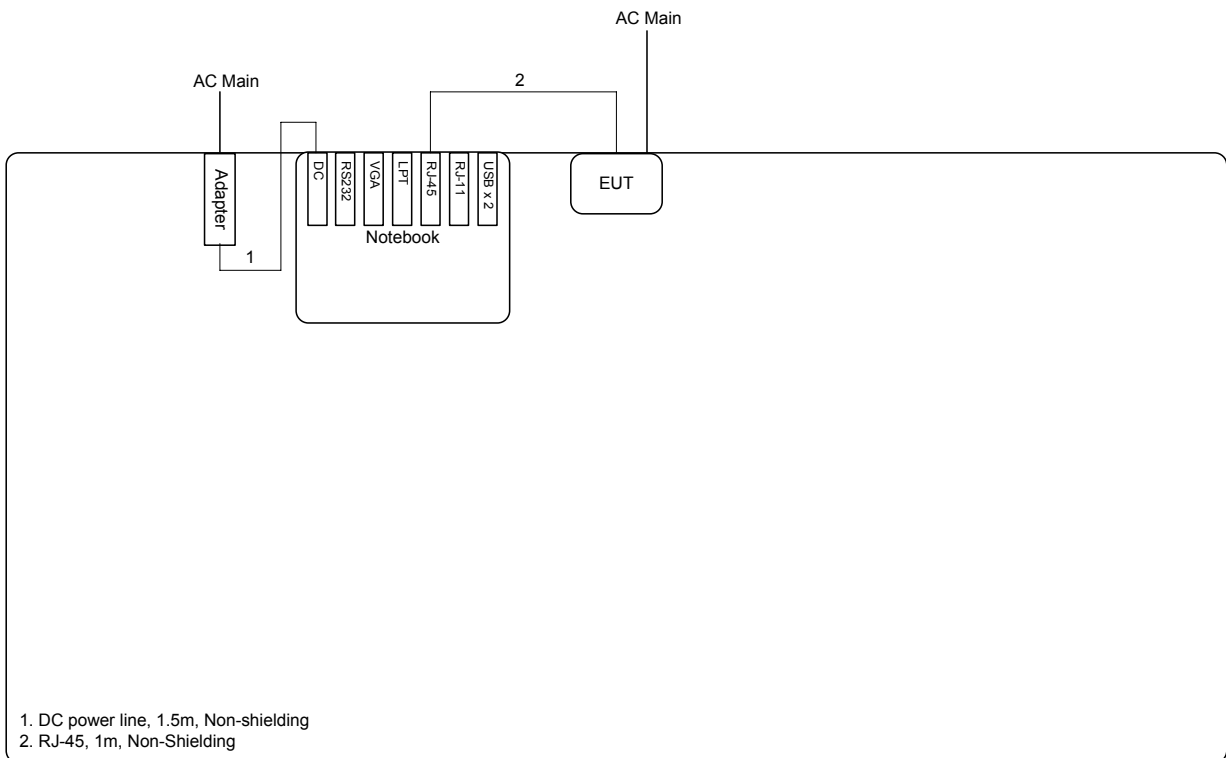 AC Main
AC Main
2
DC
RS232
VGA
LPT
RJ-45
RJ-11
USB x 2
Adapter
EUT
Notebook
1
1. DC power line, 1.5m, Non-shielding
2. RJ-45, 1m, Non-Shielding